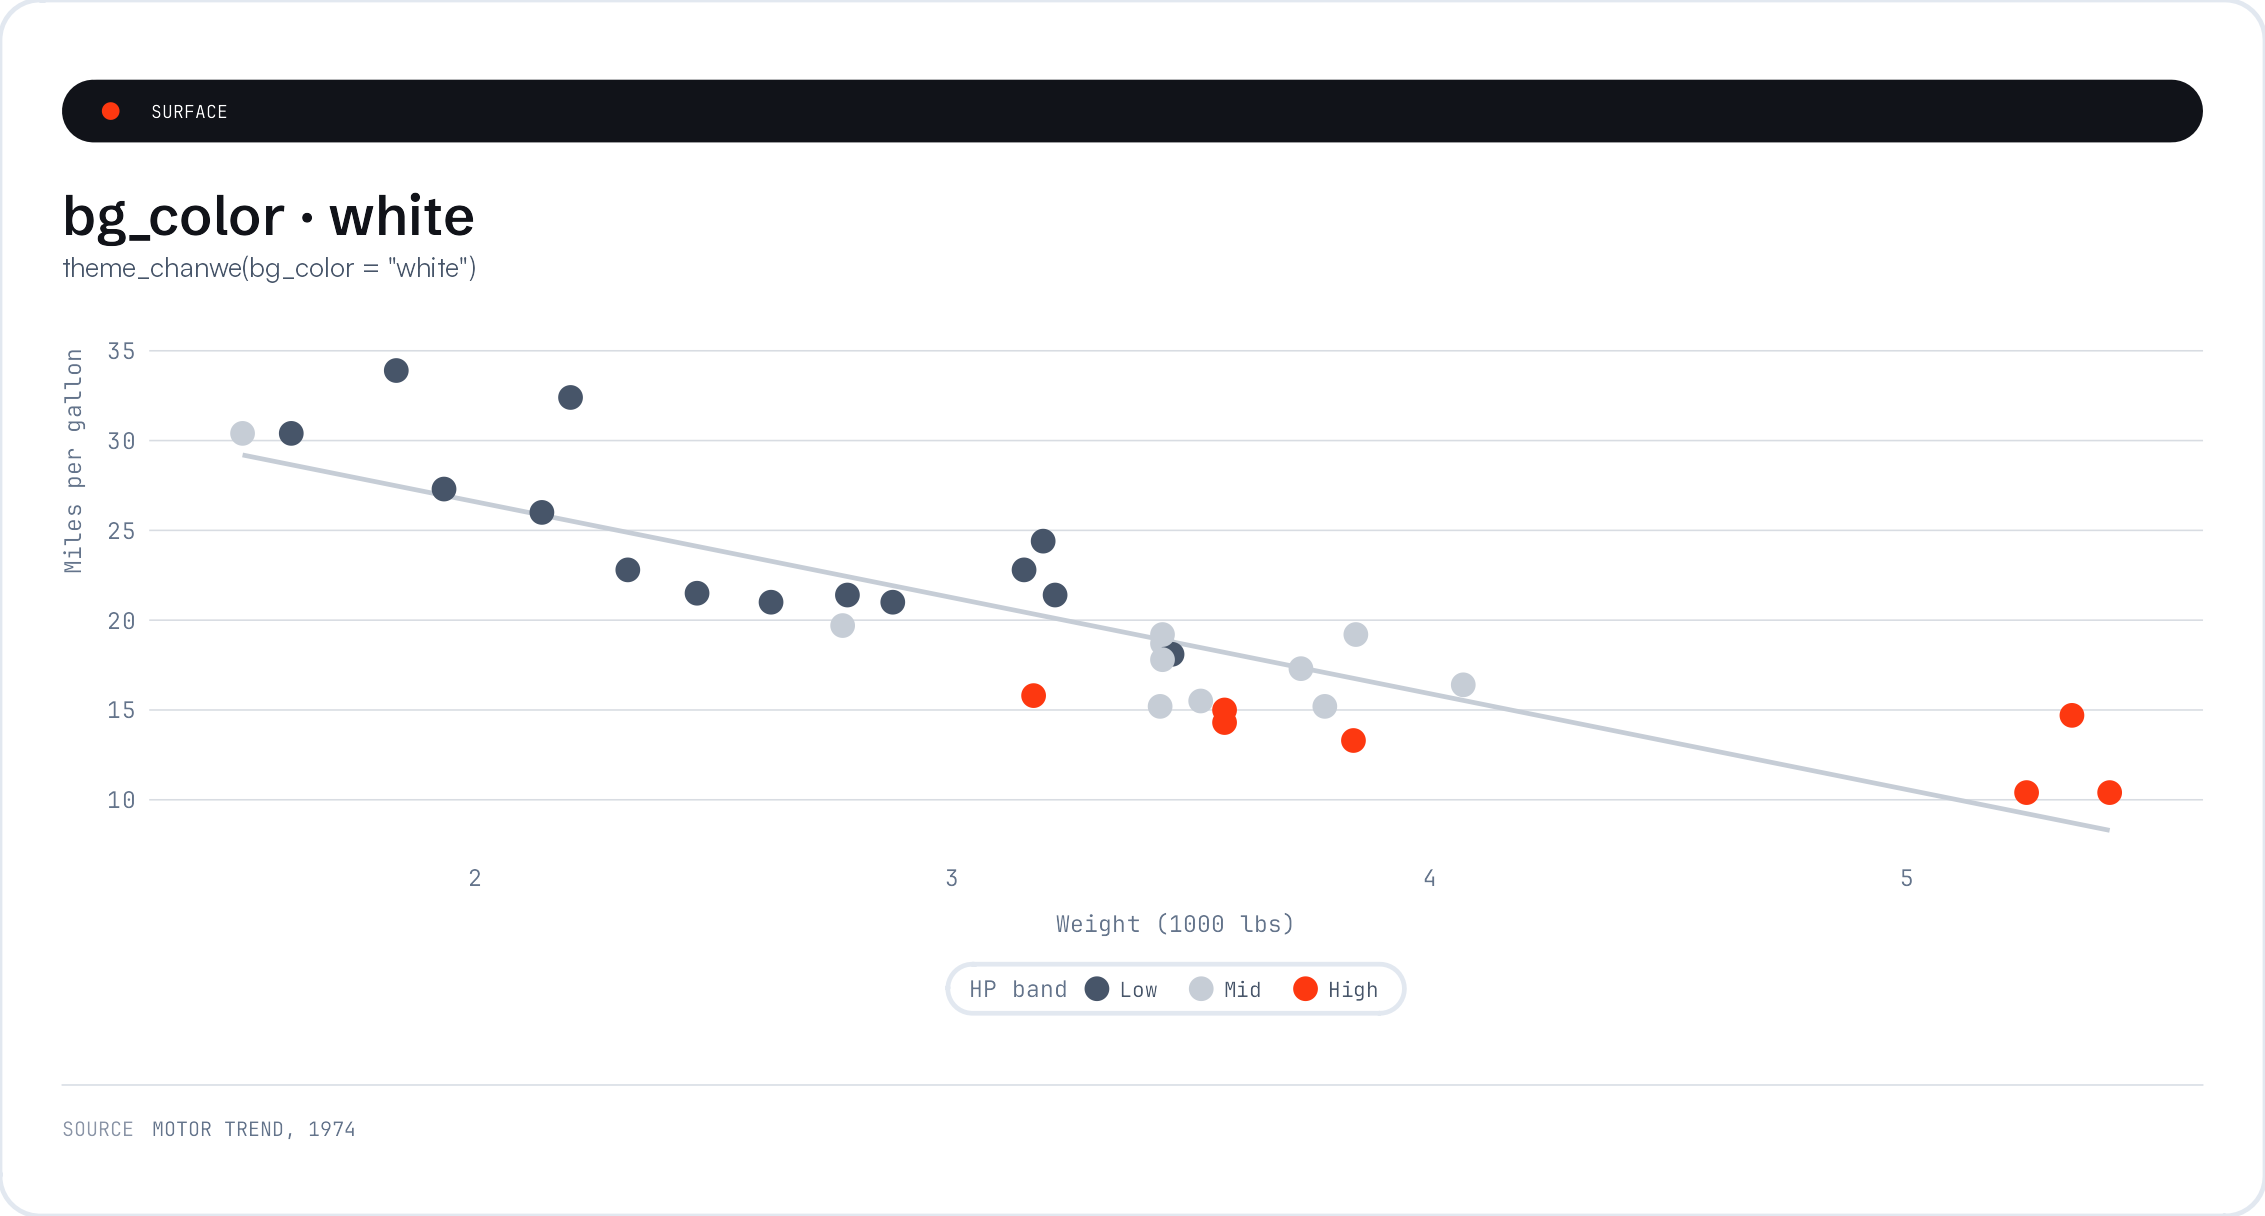 SURFACE
bg_color · white
theme_chanwe(bg_color = "white")
Miles per gallon
35
30
25
20
15
10
2 3 4 5
Weight (1000 lbs)
HP band Low Mid High
SOURCE MOTOR TREND, 1974